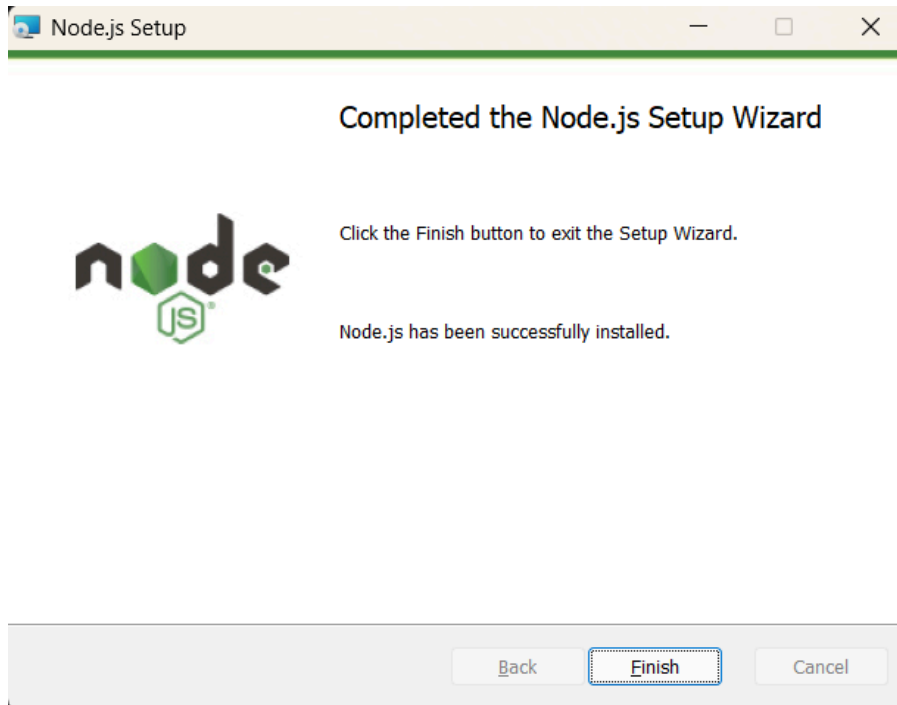 Node.js Setup
Completed the Node.js Setup Wizard
Click the Finish button to exit the Setup Wizard.
node
JS®
Node.js has been successfully installed.
Back
Finish
Cancel